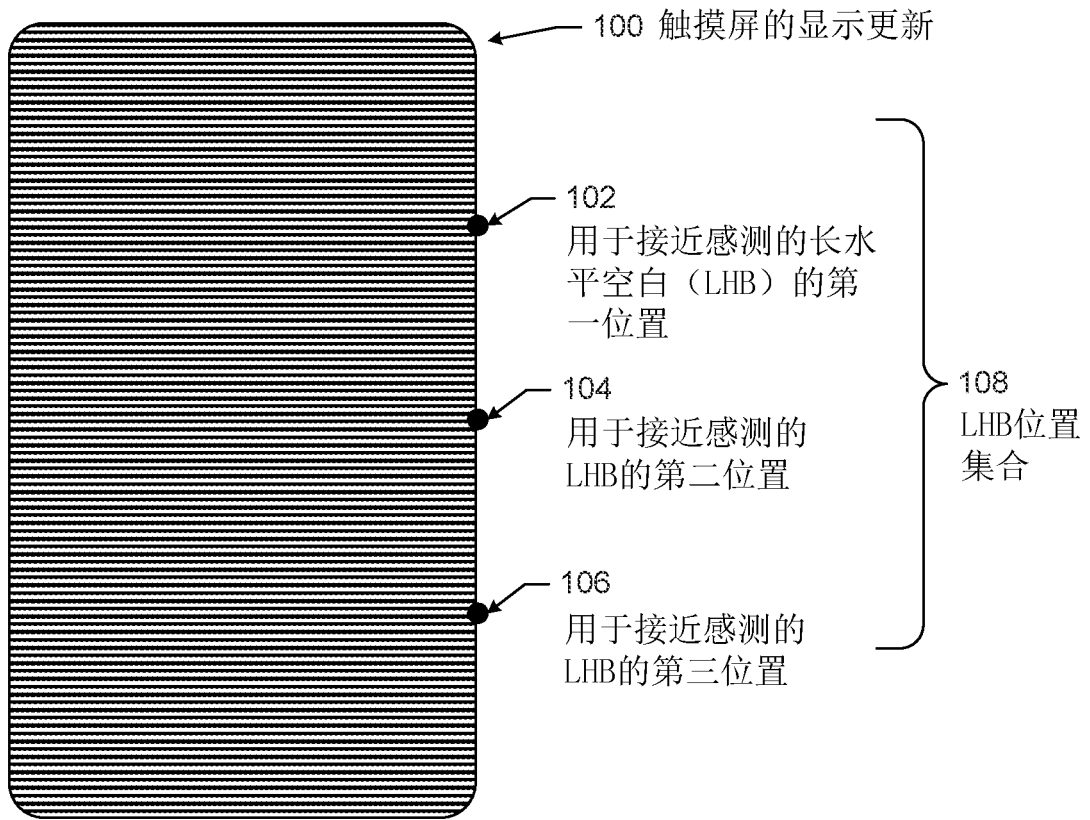 100 触摸屏的显示更新
102
用于接近感测的长水
平空白（LHB）的第
一位置
104
用于接近感测的
LHB的第二位置
106
用于接近感测的
LHB的第三位置
108
LHB位置
集合